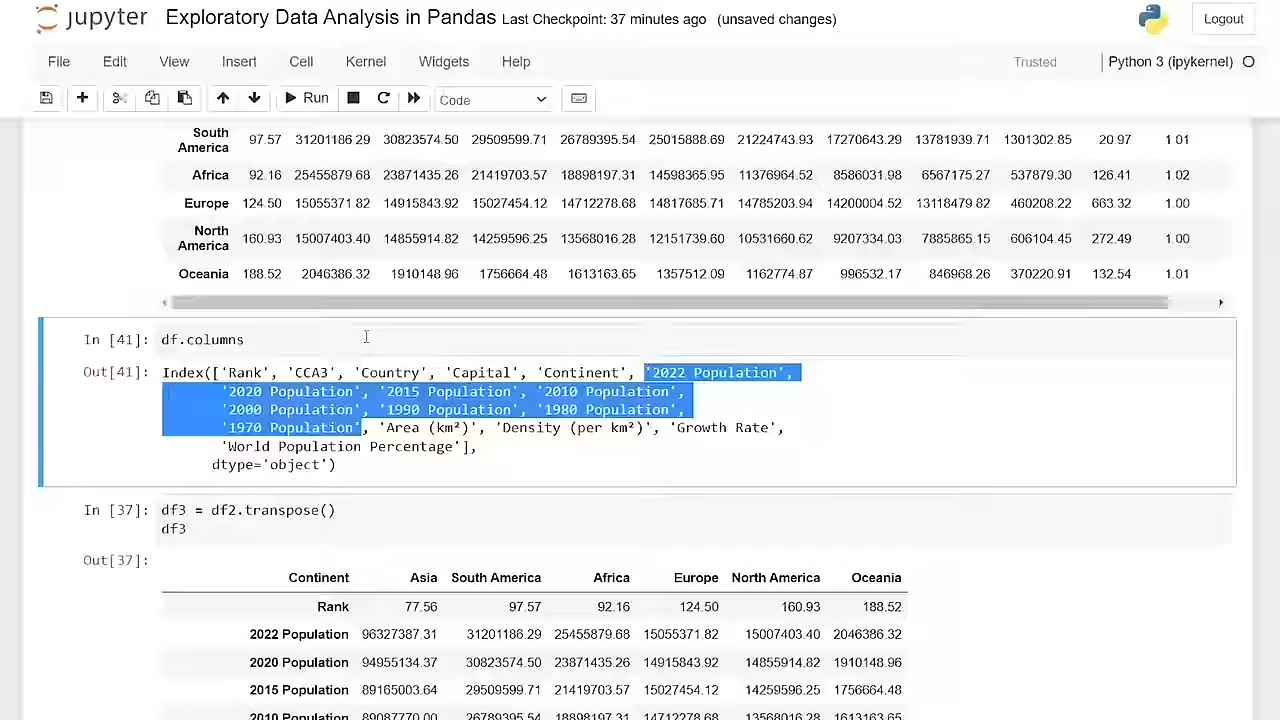 jupyter Exploratory Data Analysis in Pandas Last Checkpoint: 37 minutes ago (unsaved changes) Logout
File Edit View Insert Cell Kernel Widgets Help Trusted Python 3 (ipykernel)
Run Code
South America 97.57 31201186.29 30823574.50 29509599.71 26789395.54 25015888.69 21224743.93 17270643.29 13781939.71 1301302.85 20.97 1.01
Africa 92.16 25455879.68 23871435.26 21419703.57 18898197.31 14598365.95 11376964.52 8586031.98 6567175.27 537879.30 126.41 1.02
Europe 124.50 15055371.82 14915843.92 15027454.12 14712278.68 14817685.71 14785203.94 14200004.52 13118479.82 460208.22 663.32 1.00
North America 160.93 15007403.40 14855914.82 14259596.25 13568016.28 12151739.60 10531660.62 9207334.03 7885865.15 606104.45 272.49 1.00
Oceania 188.52 2046386.32 1910148.96 1756664.48 1613163.65 1357512.09 1162774.87 996532.17 846968.26 370220.91 132.54 1.01
In [41]: df.columns
Out[41]: Index(['Rank', 'CCA3', 'Country', 'Capital', 'Continent', '2022 Population',
'2020 Population', '2015 Population', '2010 Population',
'2000 Population', '1990 Population', '1980 Population',
'1970 Population', 'Area (km²)', 'Density (per km²)', 'Growth Rate',
'World Population Percentage'],
dtype='object')
In [37]: df3 = df2.transpose()
df3
Out[37]:
Continent Asia South America Africa Europe North America Oceania
Rank 77.56 97.57 92.16 124.50 160.93 188.52
2022 Population 96327387.31 31201186.29 25455879.68 15055371.82 15007403.40 2046386.32
2020 Population 94955134.37 30823574.50 23871435.26 14915843.92 14855914.82 1910148.96
2015 Population 89165003.64 29509599.71 21419703.57 15027454.12 14259596.25 1756664.48
2010 Population 89087770.00 26789395.54 18898197.31 14712278.68 13568016.28 1613163.65